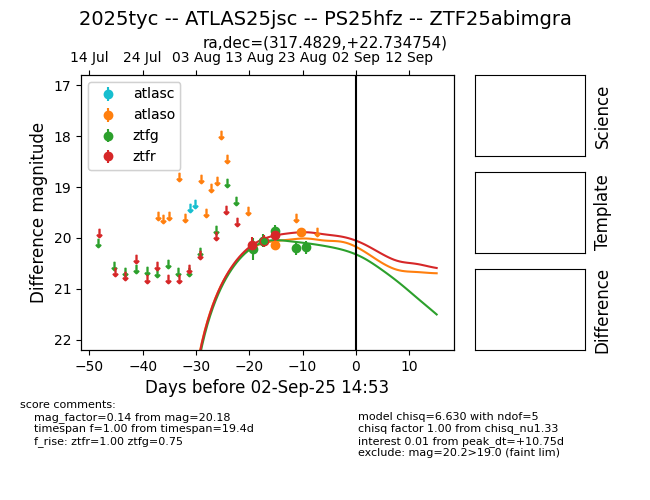 2025tyc -- ATLAS25jsc -- PS25hfz -- ZTF25abimgra
ra,dec=(317.4829,+22.734754)
14 Jul 24 Jul 03 Aug 13 Aug 23 Aug 02 Sep 12 Sep
17
18
19
20
21
22
Difference magnitude
atlasc
atlaso
ztfg
ztfr
−50 −40 −30 −20 −10 0 10
Days before 02-Sep-25 14:53
Science
Template
Difference
score comments:
mag_factor=0.14 from mag=20.18
timespan f=1.00 from timespan=19.4d
f_rise: ztfr=1.00 ztfg=0.75
model chisq=6.630 with ndof=5
chisq factor 1.00 from chisq_nu1.33
interest 0.01 from peak_dt=+10.75d
exclude: mag=20.2>19.0 (faint lim)